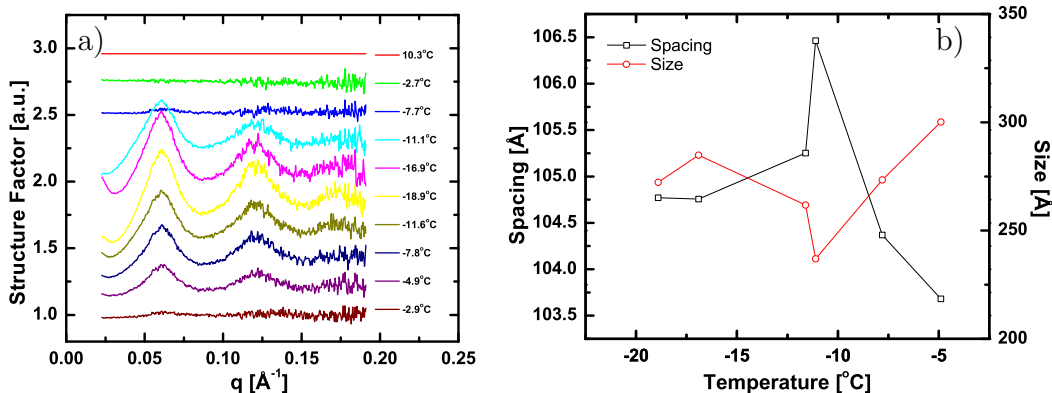 a)
Structure Factor [a.u.]
3.0
2.5
2.0
1.5
1.0
0.00
0.05
0.10
0.15
0.20
0.25
q [Å⁻¹]
10.3°C
-2.7°C
-7.7°C
-11.1°C
-16.9°C
-18.9°C
-11.6°C
-7.8°C
-4.9°C
-2.9°C
b)
Spacing
Size
Spacing [Å]
106.5
106.0
105.5
105.0
104.5
104.0
103.5
-20
-15
-10
-5
Temperature [°C]
350
300
250
200
Size [Å]